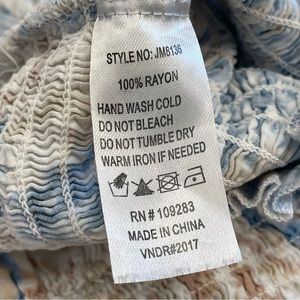 STYLE NO: JM8136
100% RAYON
HAND WASH COLD
DO NOT BLEACH
DO NOT TUMBLE DRY
WARM IRON IF NEEDED
RN # 109283
MADE IN CHINA
VNDR#2017